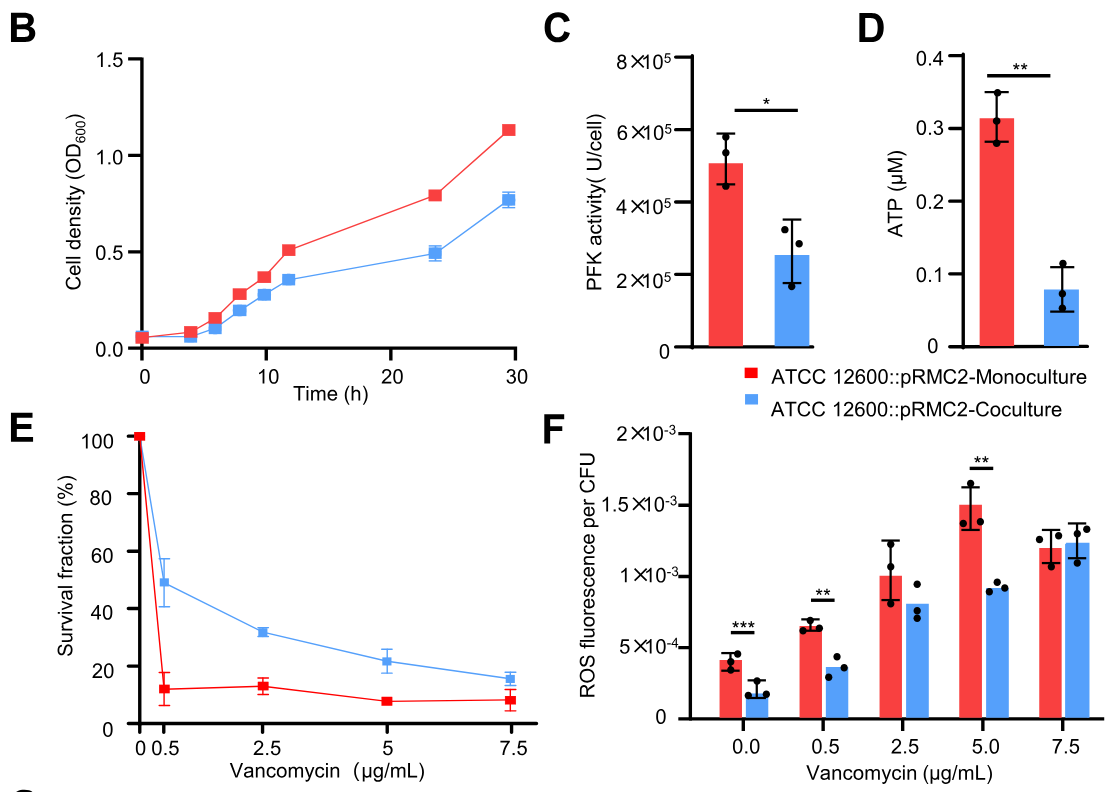 B
1.5
1.0
0.5
0.0
Cell density (OD600)
0
10
20
30
Time (h)
C
8×10⁵
6×10⁵
4×10⁵
2×10⁵
0
PFK activity( U/cell)
*
D
0.4
0.3
0.2
0.1
0
ATP (µM)
**
ATCC 12600::pRMC2-Monoculture
ATCC 12600::pRMC2-Coculture
E
100
80
60
40
20
0
Survival fraction (%)
0 0.5 2.5 5 7.5
Vancomycin (µg/mL)
F
2×10⁻³
1.5×10⁻³
1×10⁻³
5×10⁻⁴
0
ROS fluorescence per CFU
***
**
**
0.0 0.5 2.5 5.0 7.5
Vancomycin (µg/mL)